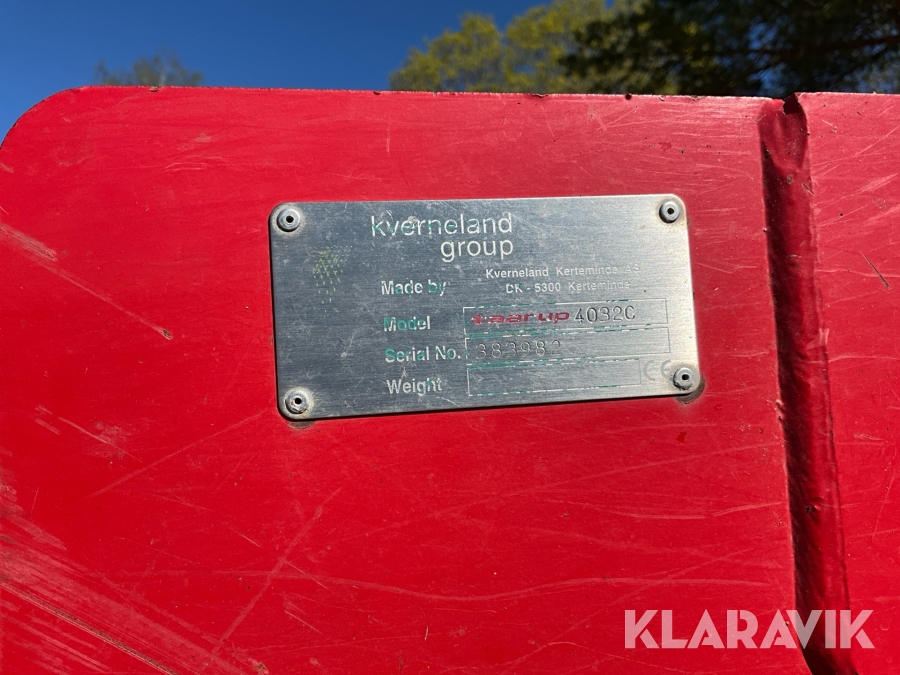 kverneland
group
Made by Kverneland Kerteminde AS
DK - 5300 Kerteminde
Model taarup 4032C
Serial No. 383982
Weight
CE
KLARAVIK